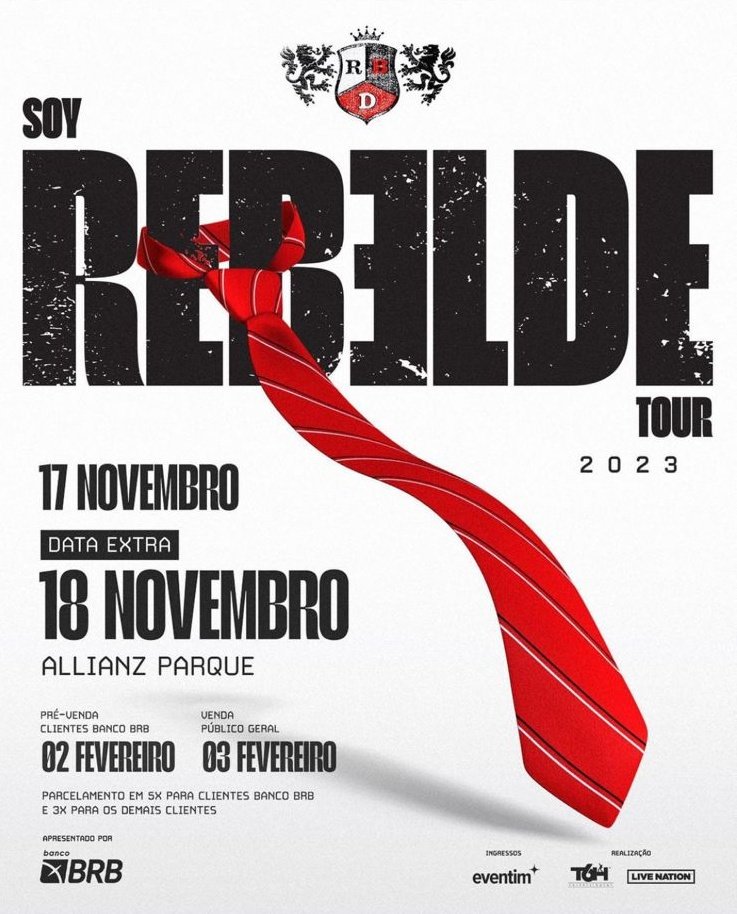 R B
D
SOY
REBELDE
TOUR
2023
17 NOVEMBRO
DATA EXTRA
18 NOVEMBRO
ALLIANZ PARQUE
PRÉ-VENDA
CLIENTES BANCO BRB
02 FEVEREIRO
VENDA
PÚBLICO GERAL
03 FEVEREIRO
PARCELAMENTO EM 5X PARA CLIENTES BANCO BRB
E 3X PARA OS DEMAIS CLIENTES
APRESENTADO POR
banco
BRB
INGRESSOS
eventim
REALIZAÇÃO
T6H
ENTERTAINMENT
LIVE NATION